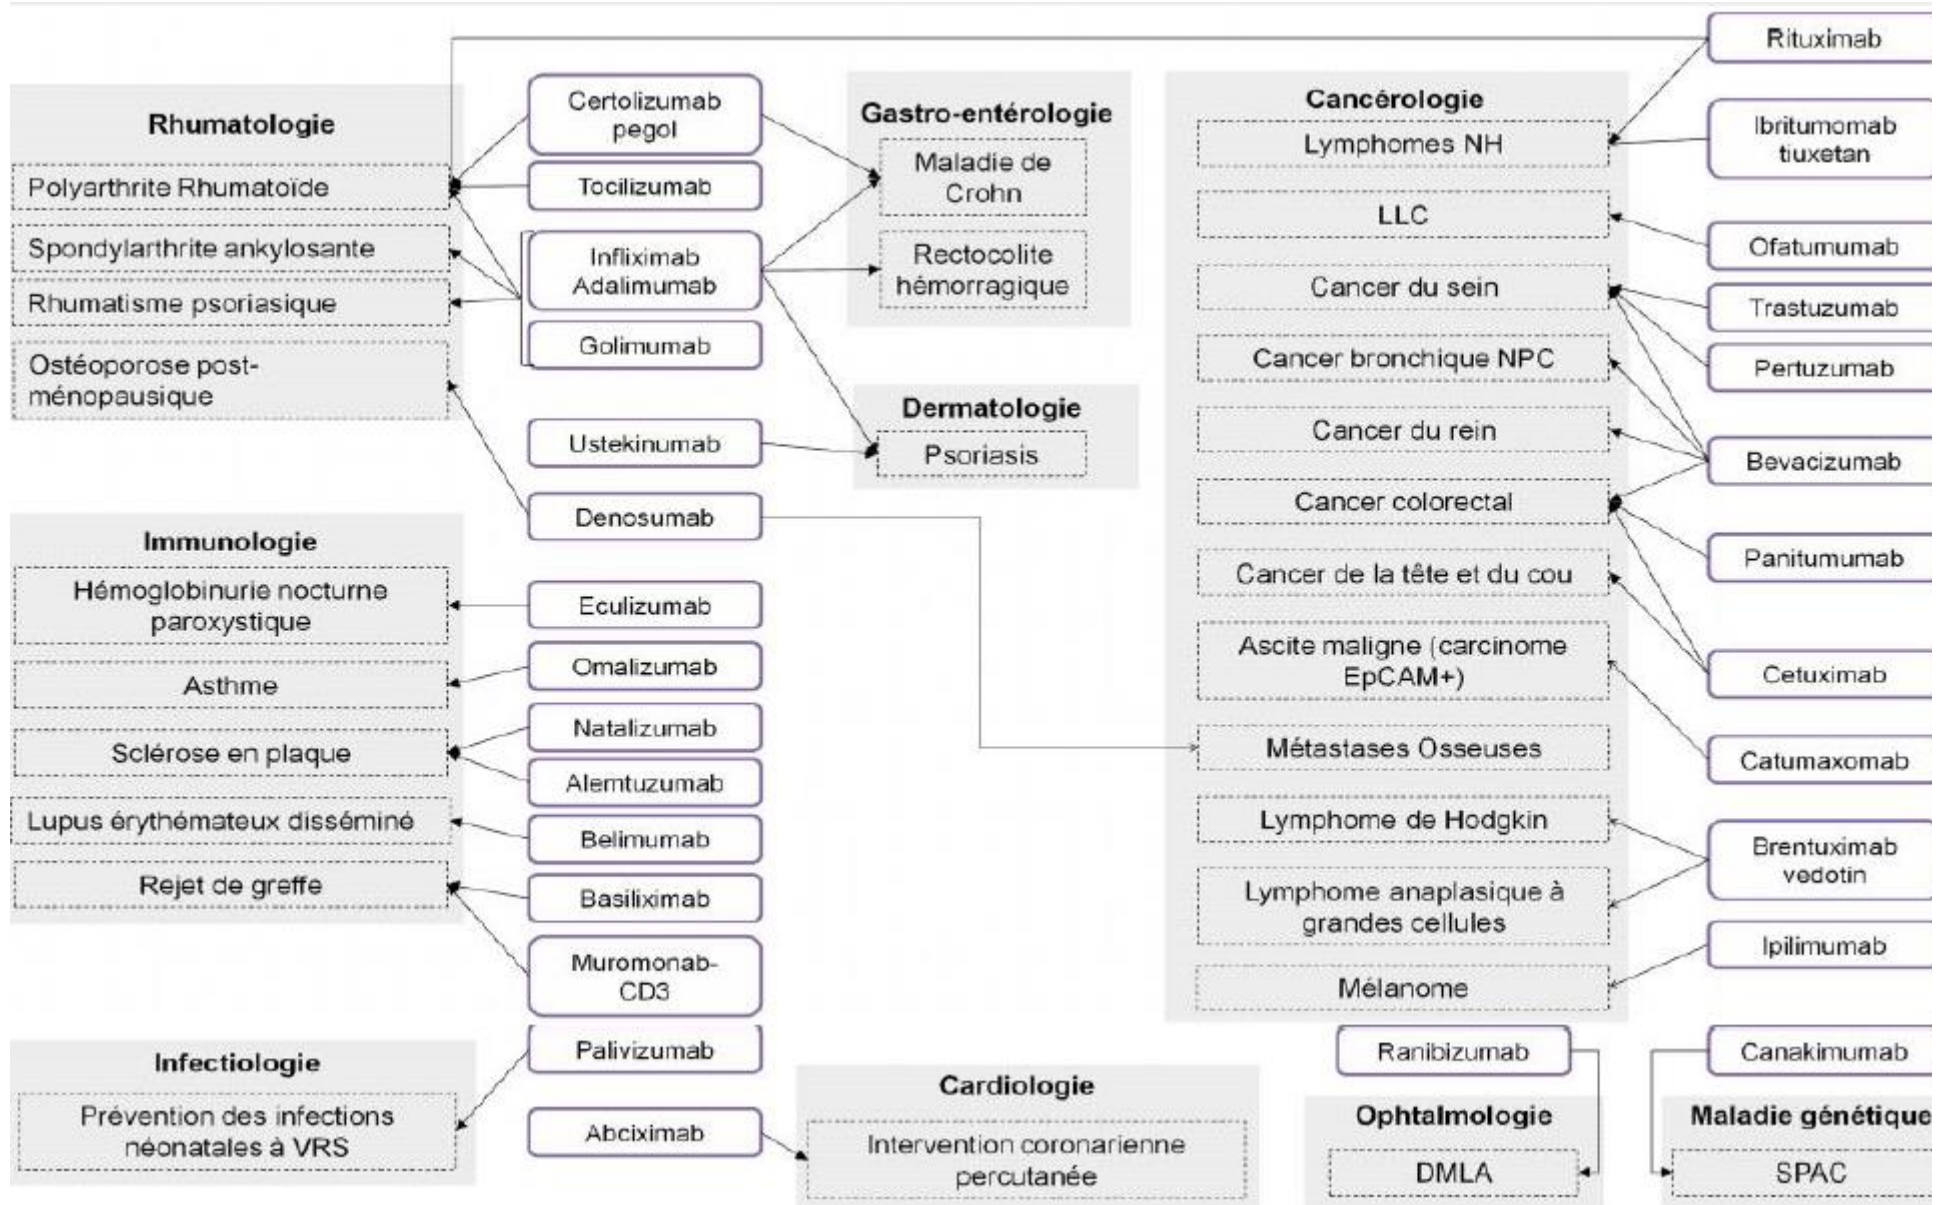 Rhumatologie
Polyarthrite Rhumatoïde
Spondylarthrite ankylosante
Rhumatisme psoriasique
Ostéoporose post-
ménopausique
Immunologie
Hémoglobinurie nocturne
paroxystique
Asthme
Sclérose en plaque
Lupus érythémateux disséminé
Rejet de greffe
Infectiologie
Prévention des infections
néonatales à VRS
Certolizumab
pegol
Tocilizumab
Infliximab
Adalimumab
Golimumab
Ustekinumab
Denosumab
Eculizumab
Omalizumab
Natalizumab
Alemtuzumab
Belimumab
Basiliximab
Muromonab-
CD3
Palivizumab
Abciximab
Gastro-entérologie
Maladie de
Crohn
Rectocolite
hémorragique
Dermatologie
Psoriasis
Cardiologie
Intervention coronarienne
percutanée
Cancérologie
Lymphomes NH
LLC
Cancer du sein
Cancer bronchique NPC
Cancer du rein
Cancer colorectal
Cancer de la tête et du cou
Ascite maligne (carcinome
EpCAM+)
Métastases Osseuses
Lymphome de Hodgkin
Lymphome anaplasique à
grandes cellules
Mélanome
Ranibizumab
Ophtalmologie
DMLA
Rituximab
Ibritumomab
tiuxetan
Ofatumumab
Trastuzumab
Pertuzumab
Bevacizumab
Panitumumab
Cetuximab
Catumaxomab
Brentuximab
vedotin
Ipilimumab
Canakimumab
Maladie génétique
SPAC